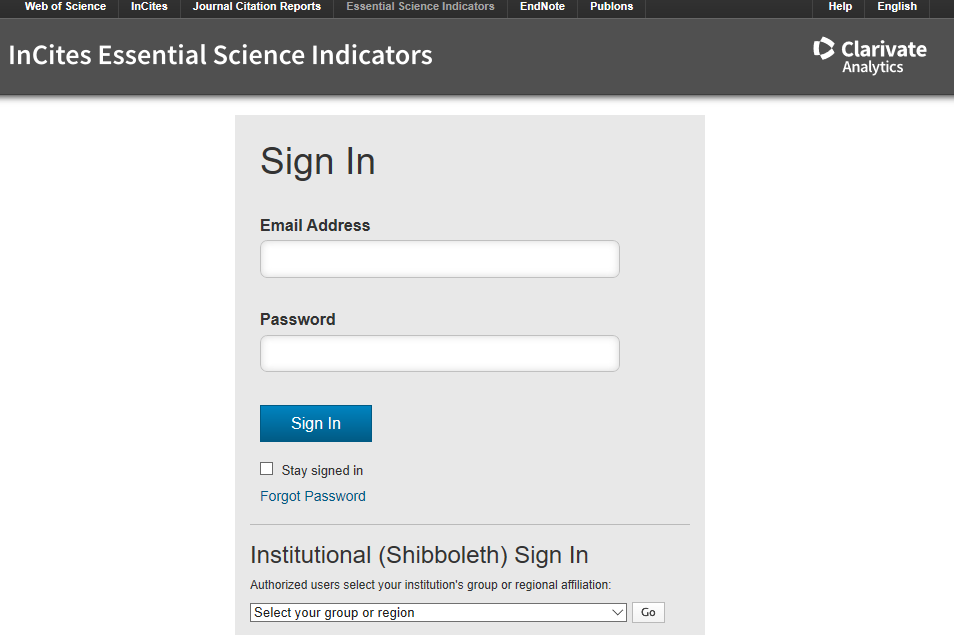 Web of Science InCites Journal Citation Reports Essential Science Indicators EndNote Publons Help English
InCites Essential Science Indicators
Clarivate
Analytics
Sign In
Email Address
Password
Sign In
Stay signed in
Forgot Password
Institutional (Shibboleth) Sign In
Authorized users select your institution's group or regional affiliation:
Select your group or region Go